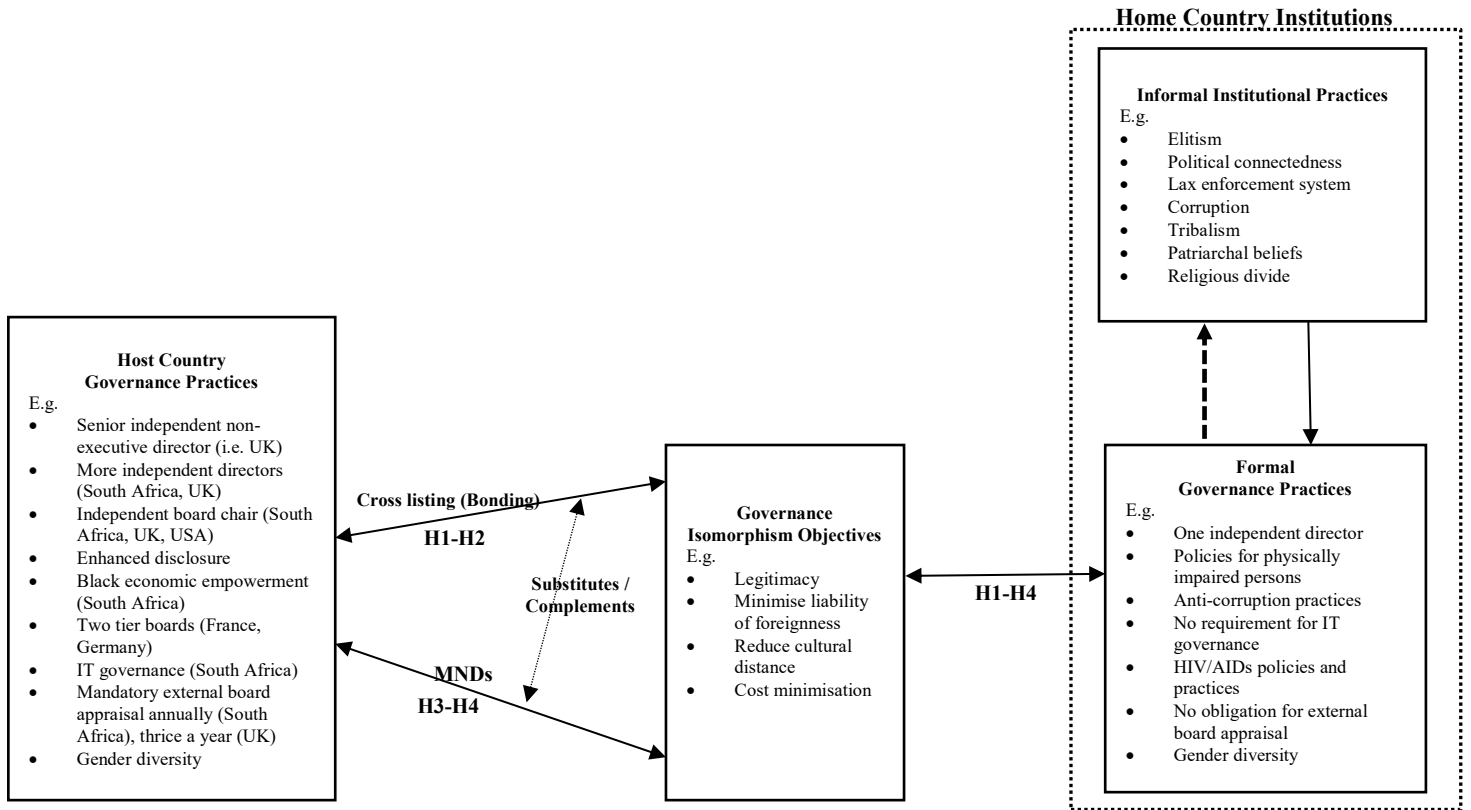 Home Country Institutions
Informal Institutional Practices
E.g.
• Elitism
• Political connectedness
• Lax enforcement system
• Corruption
• Tribalism
• Patriarchal beliefs
• Religious divide
Host Country
Governance Practices
E.g.
• Senior independent non-
executive director (i.e. UK)
• More independent directors
(South Africa, UK)
• Independent board chair (South
Africa, UK, USA)
• Enhanced disclosure
• Black economic empowerment
(South Africa)
• Two tier boards (France,
Germany)
• IT governance (South Africa)
• Mandatory external board
appraisal annually (South
Africa), thrice a year (UK)
• Gender diversity
Cross listing (Bonding)
H1-H2
Substitutes /
Complements
MNDs
H3-H4
Governance
Isomorphism Objectives
E.g.
• Legitimacy
• Minimise liability
of foreignness
• Reduce cultural
distance
• Cost minimisation
H1-H4
Formal
Governance Practices
E.g.
• One independent director
• Policies for physically
impaired persons
• Anti-corruption practices
• No requirement for IT
governance
• HIV/AIDs policies and
practices
• No obligation for external
board appraisal
• Gender diversity